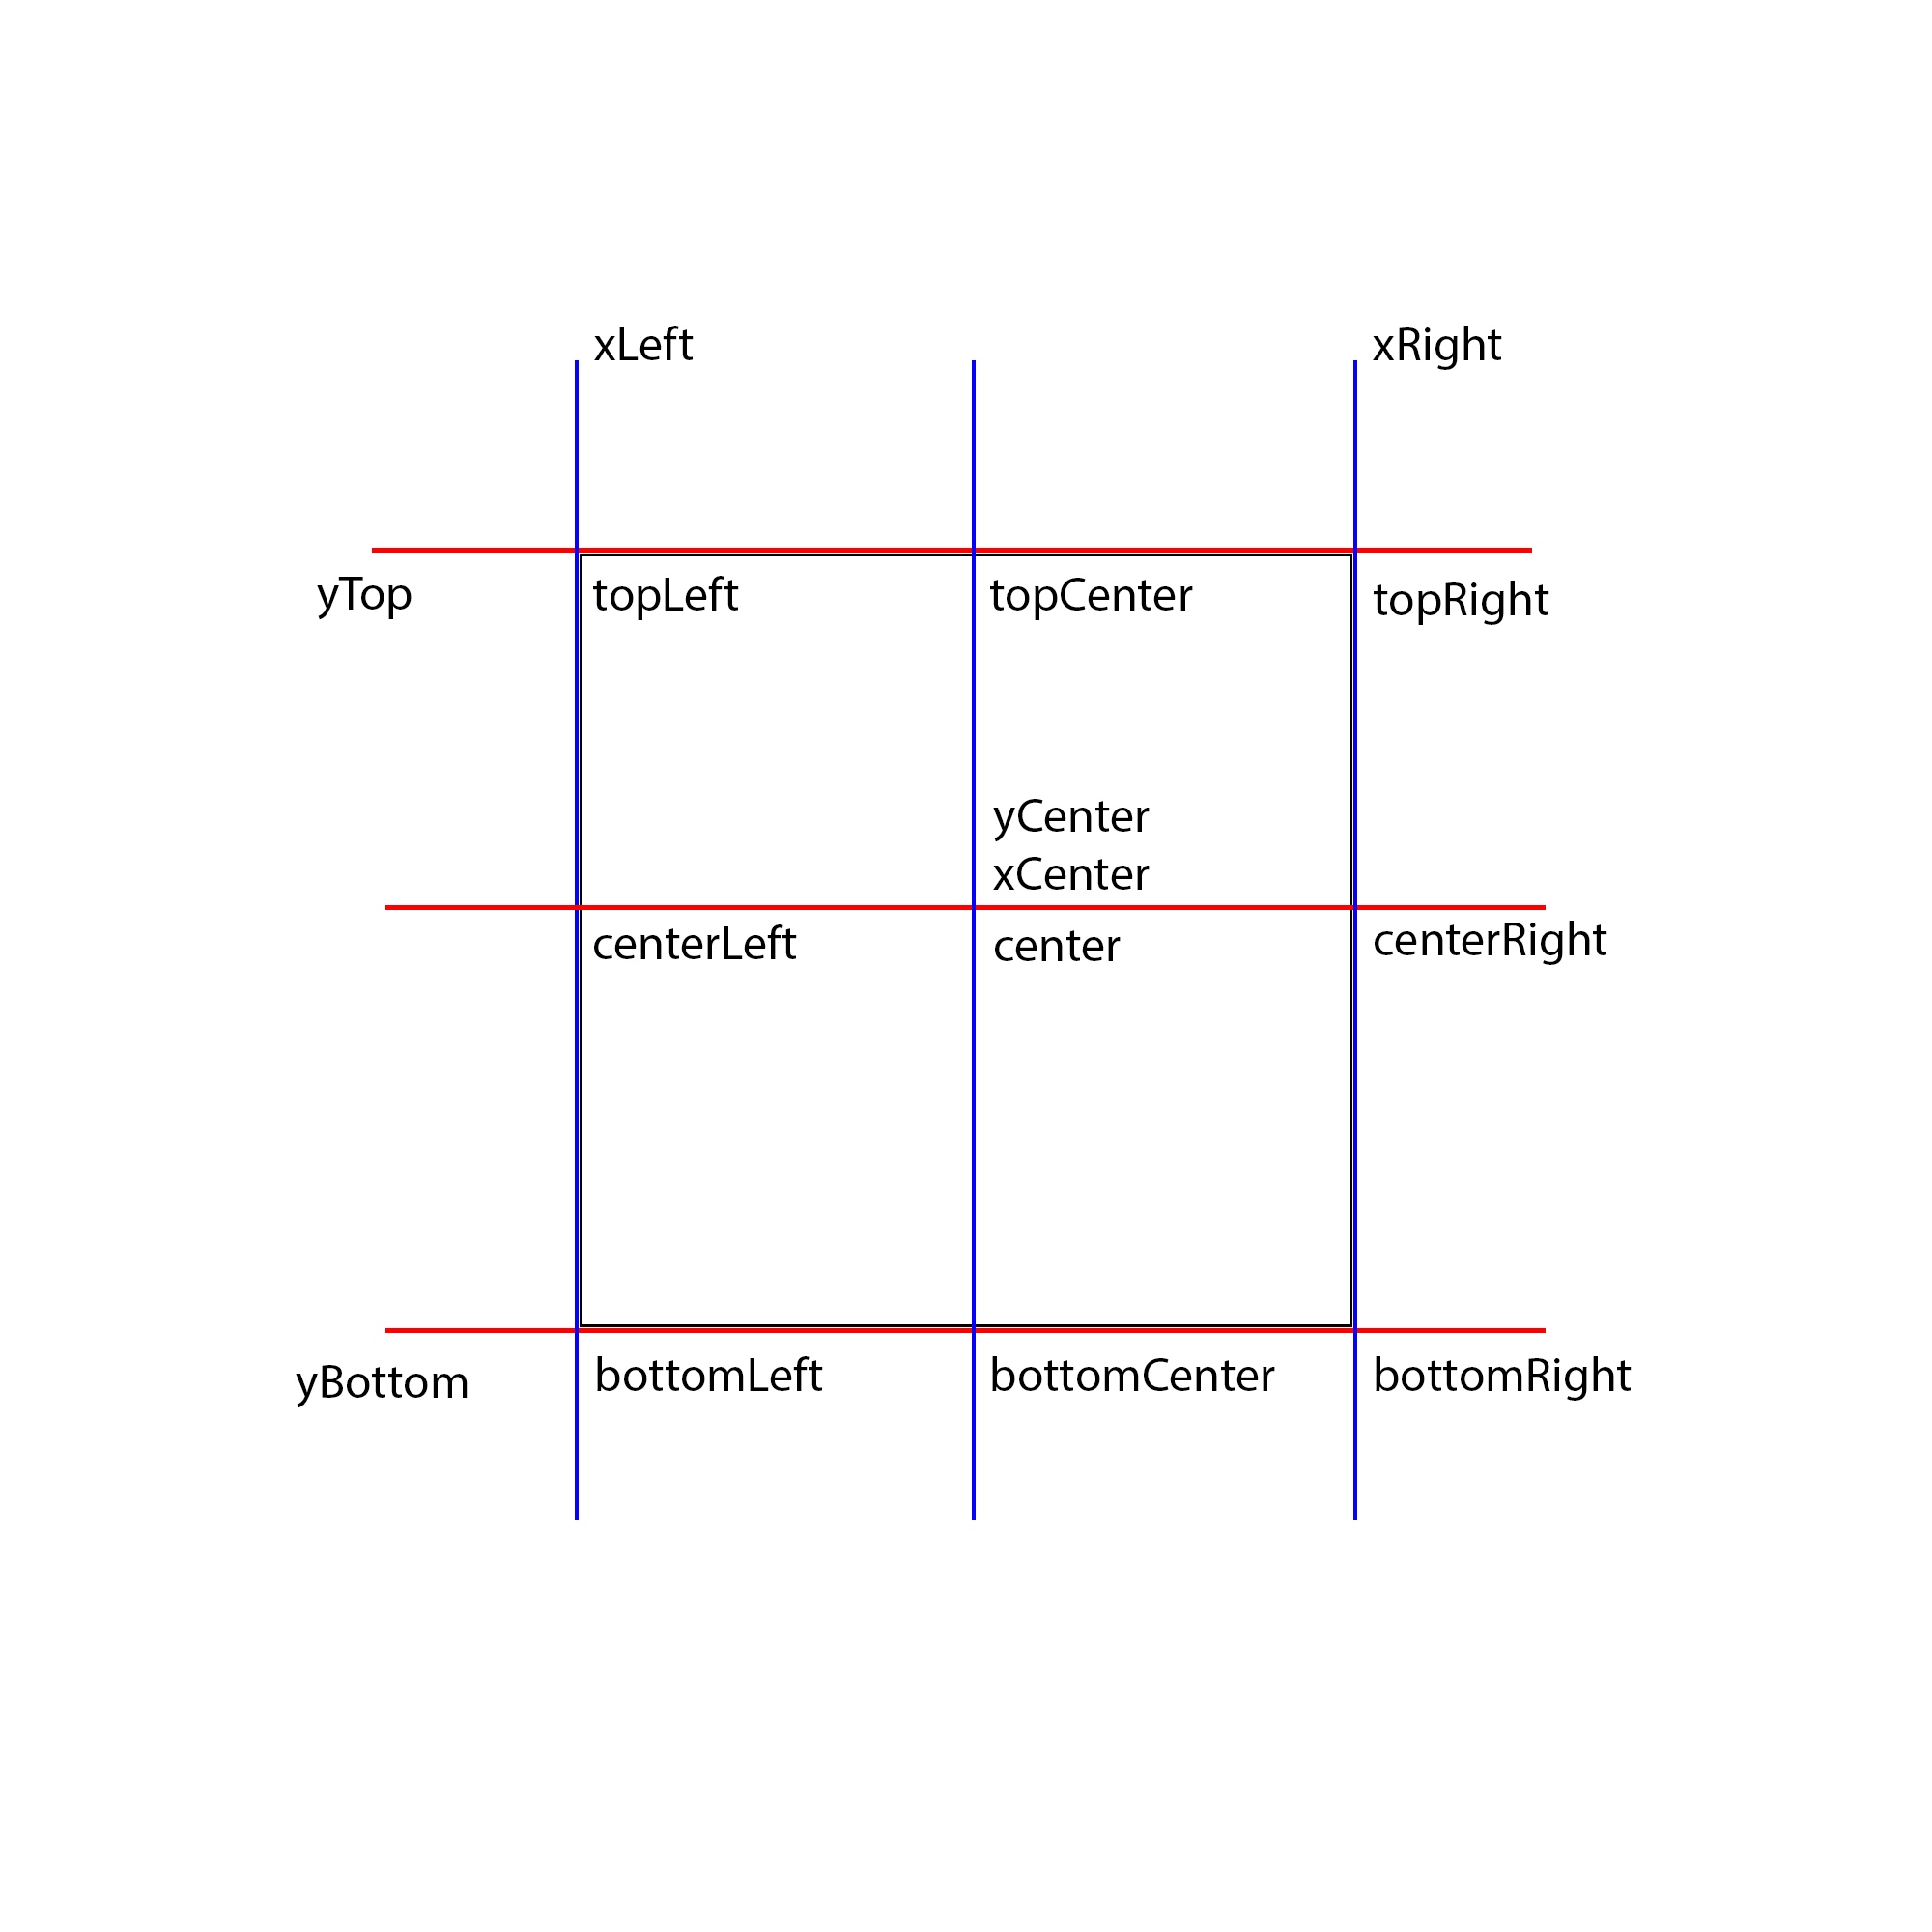 xLeft
xRight
yTop
topLeft
topCenter
topRight
yCenter
xCenter
centerLeft
center
centerRight
yBottom
bottomLeft
bottomCenter
bottomRight